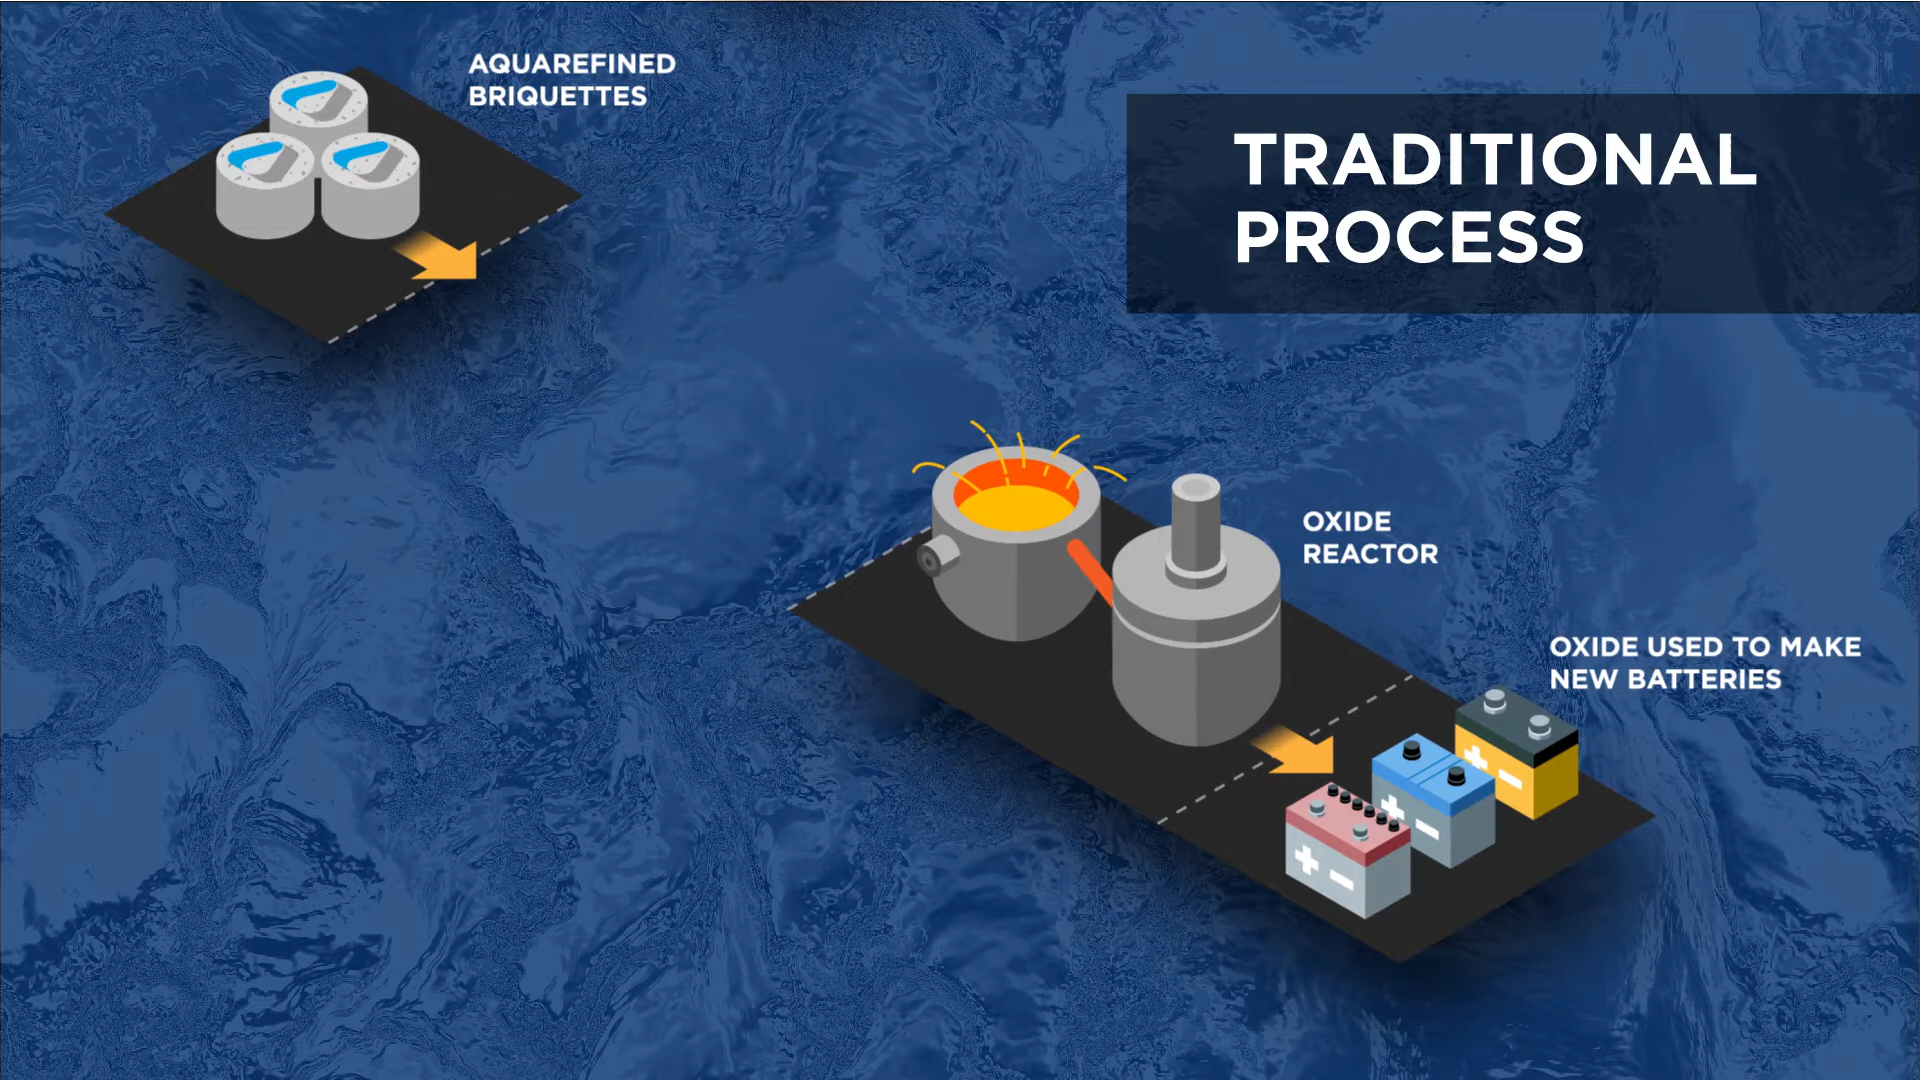 AQUAREFINED
BRIQUETTES
TRADITIONAL
PROCESS
OXIDE
REACTOR
OXIDE USED TO MAKE
NEW BATTERIES